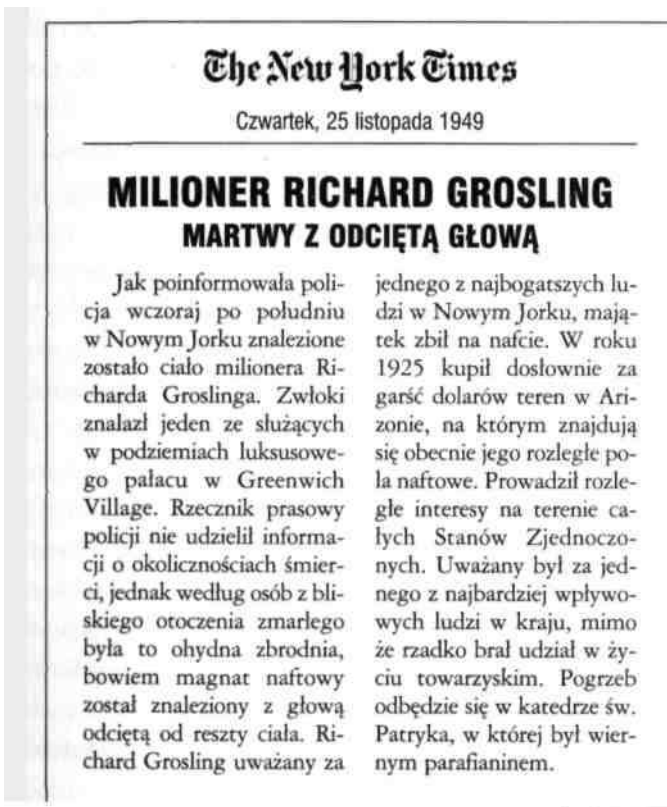 The New York Times
Czwartek, 25 listopada 1949
MILIONER RICHARD GROSLING
MARTWY Z ODCIĘTĄ GŁOWĄ
Jak poinformowała poli-
cja wczoraj po południu
w Nowym Jorku znalezione
zostało ciało milionera Ri-
charda Groslinga. Zwłoki
znalazł jeden ze służących
w podziemiach luksusowe-
go pałacu w Greenwich
Village. Rzecznik prasowy
policji nie udzielił informa-
cji o okolicznościach śmier-
ci, jednak według osób z bli-
skiego otoczenia zmarłego
była to ohydna zbrodnia,
bowiem magnat naftowy
został znaleziony z głową
odciętą od reszty ciała. Ri-
chard Grosling uważany za
jednego z najbogatszych lu-
dzi w Nowym Jorku, mają-
tek zbił na nafcie. W roku
1925 kupił dosłownie za
garść dolarów teren w Ari-
zonie, na którym znajdują
się obecnie jego rozległe po-
la naftowe. Prowadził rozle-
głe interesy na terenie ca-
łych Stanów Zjednoczo-
nych. Uważany był za jed-
nego z najbardziej wpływo-
wych ludzi w kraju, mimo
że rzadko brał udział w ży-
ciu towarzyskim. Pogrzeb
odbędzie się w katedrze św.
Patryka, w której był wier-
nym parafianinem.